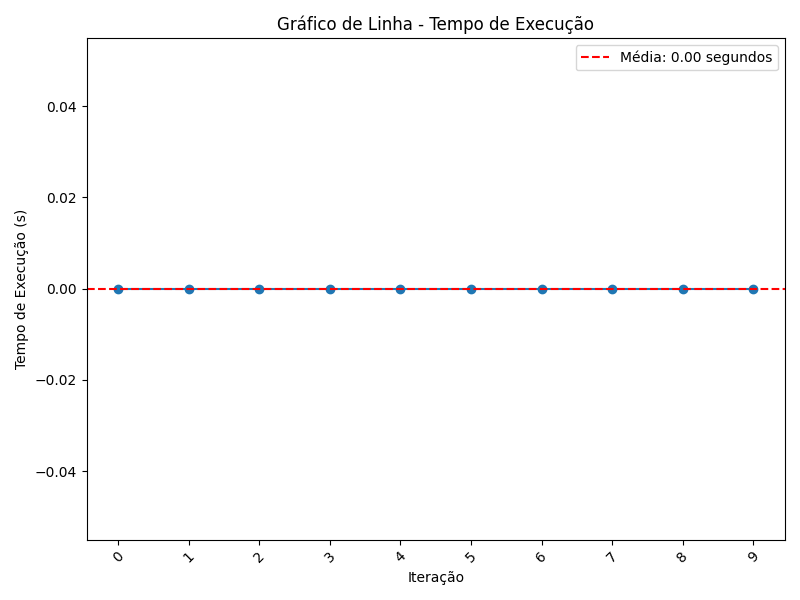 Gráfico de Linha - Tempo de Execução
Média: 0.00 segundos
Tempo de Execução (s)
0.04
0.02
0.00
−0.02
−0.04
0 1 2 3 4 5 6 7 8 9
Iteração